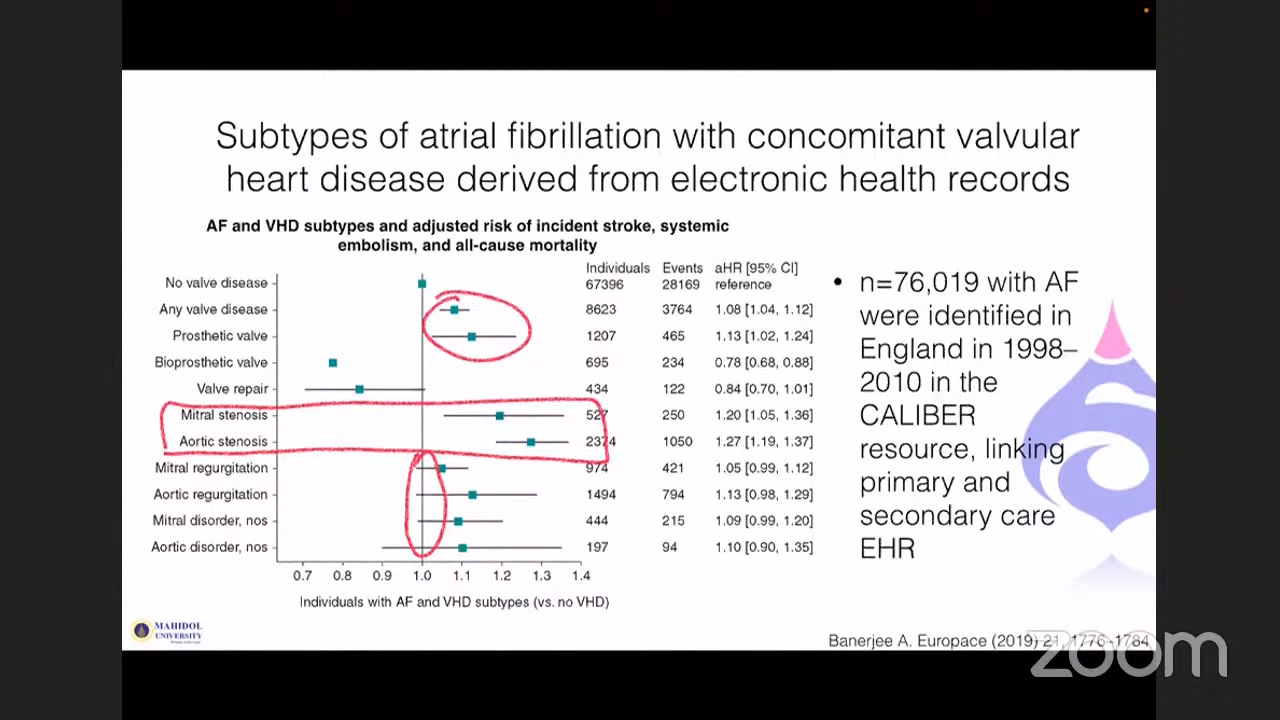 Subtypes of atrial fibrillation with concomitant valvular
heart disease derived from electronic health records
AF and VHD subtypes and adjusted risk of incident stroke, systemic
embolism, and all-cause mortality
Individuals Events aHR [95% CI]
No valve disease 67396 28169 reference
Any valve disease 8623 3764 1.08 [1.04, 1.12]
Prosthetic valve 1207 465 1.13 [1.02, 1.24]
Bioprosthetic valve 695 234 0.78 [0.68, 0.88]
Valve repair 434 122 0.84 [0.70, 1.01]
Mitral stenosis 527 250 1.20 [1.05, 1.36]
Aortic stenosis 2374 1050 1.27 [1.19, 1.37]
Mitral regurgitation 974 421 1.05 [0.99, 1.12]
Aortic regurgitation 1494 794 1.13 [0.98, 1.29]
Mitral disorder, nos 444 215 1.09 [0.99, 1.20]
Aortic disorder, nos 197 94 1.10 [0.90, 1.35]
0.7 0.8 0.9 1.0 1.1 1.2 1.3 1.4
Individuals with AF and VHD subtypes (vs. no VHD)
• n=76,019 with AF
were identified in
England in 1998–
2010 in the
CALIBER
resource, linking
primary and
secondary care
EHR
MAHIDOL
UNIVERSITY
Banerjee A. Europace (2019) 21, 1776–1784
zoom